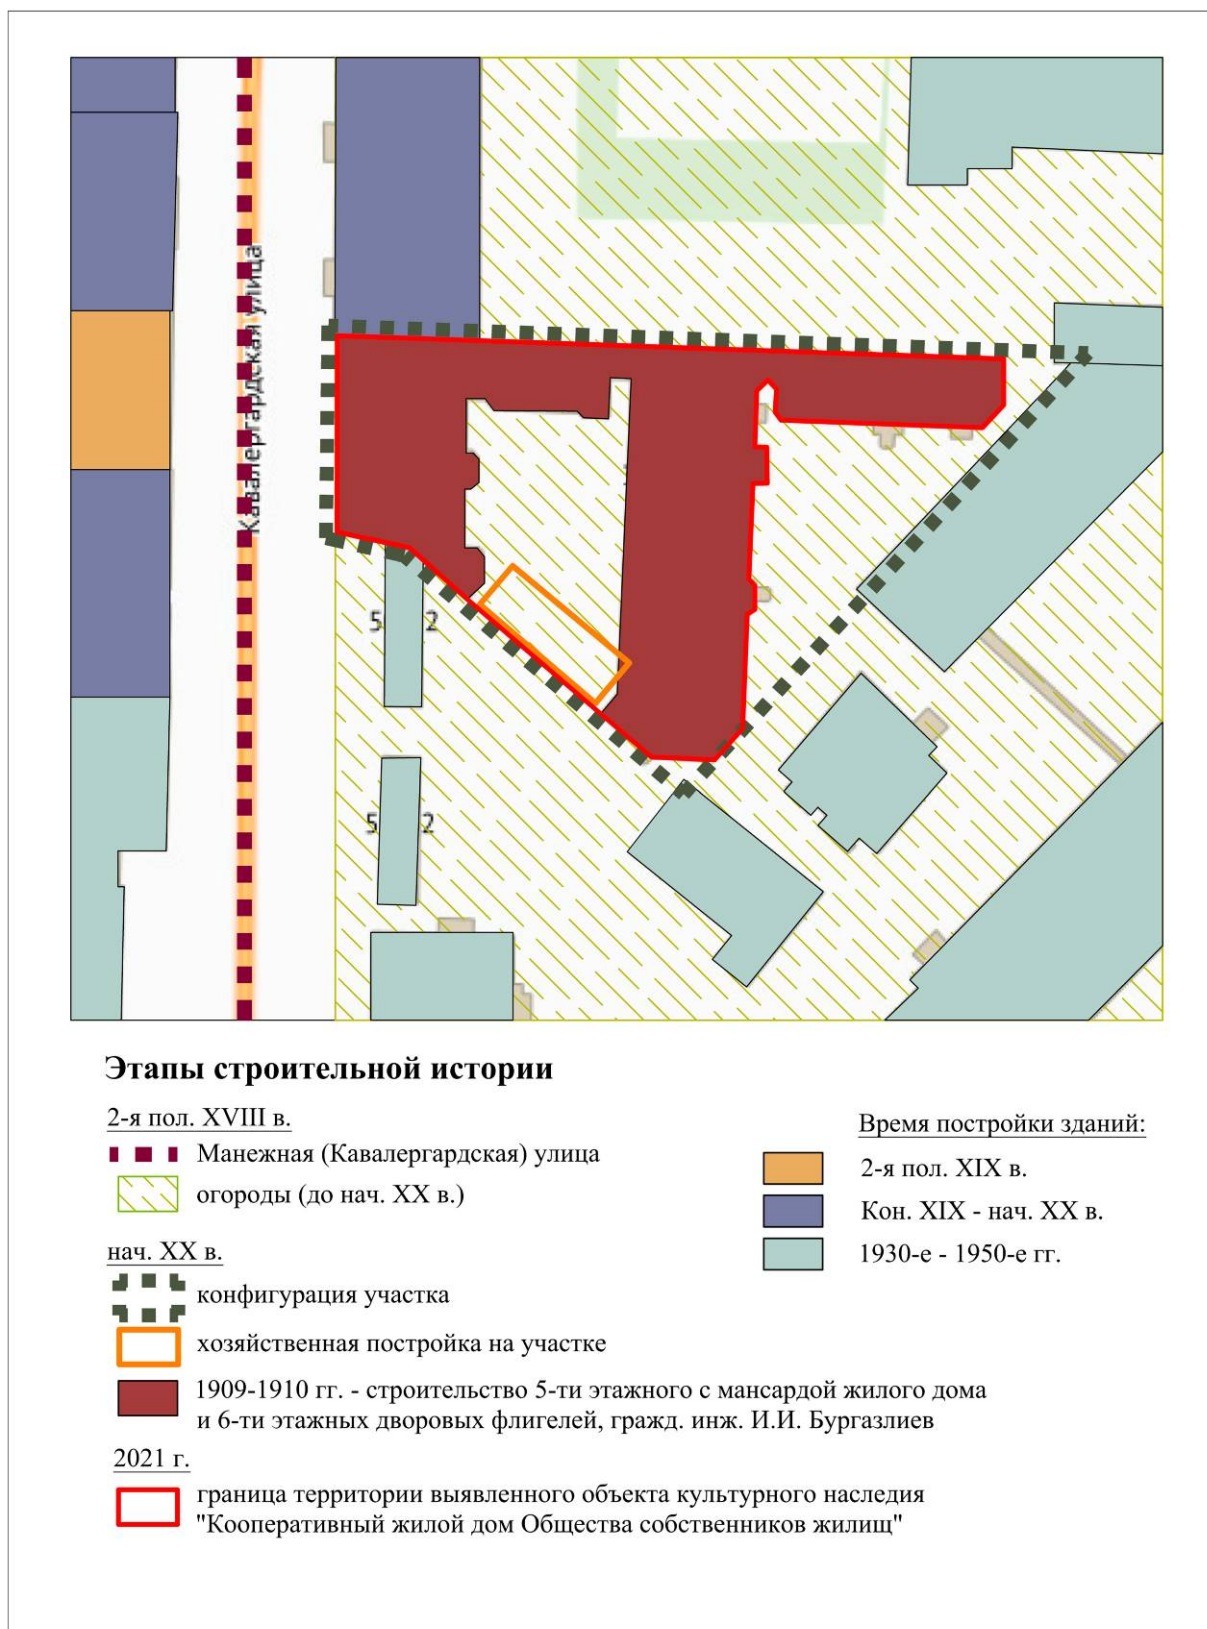 Кавалергардская улица
5 2
5 2
Этапы строительной истории
2-я пол. XVIII в.
Манежная (Кавалергардская) улица
огороды (до нач. XX в.)
нач. XX в.
конфигурация участка
хозяйственная постройка на участке
1909-1910 гг. - строительство 5-ти этажного с мансардой жилого дома
и 6-ти этажных дворовых флигелей, гражд. инж. И.И. Бургазлиев
2021 г.
граница территории выявленного объекта культурного наследия
"Кооперативный жилой дом Общества собственников жилищ"
Время постройки зданий:
2-я пол. XIX в.
Кон. XIX - нач. XX в.
1930-е - 1950-е гг.